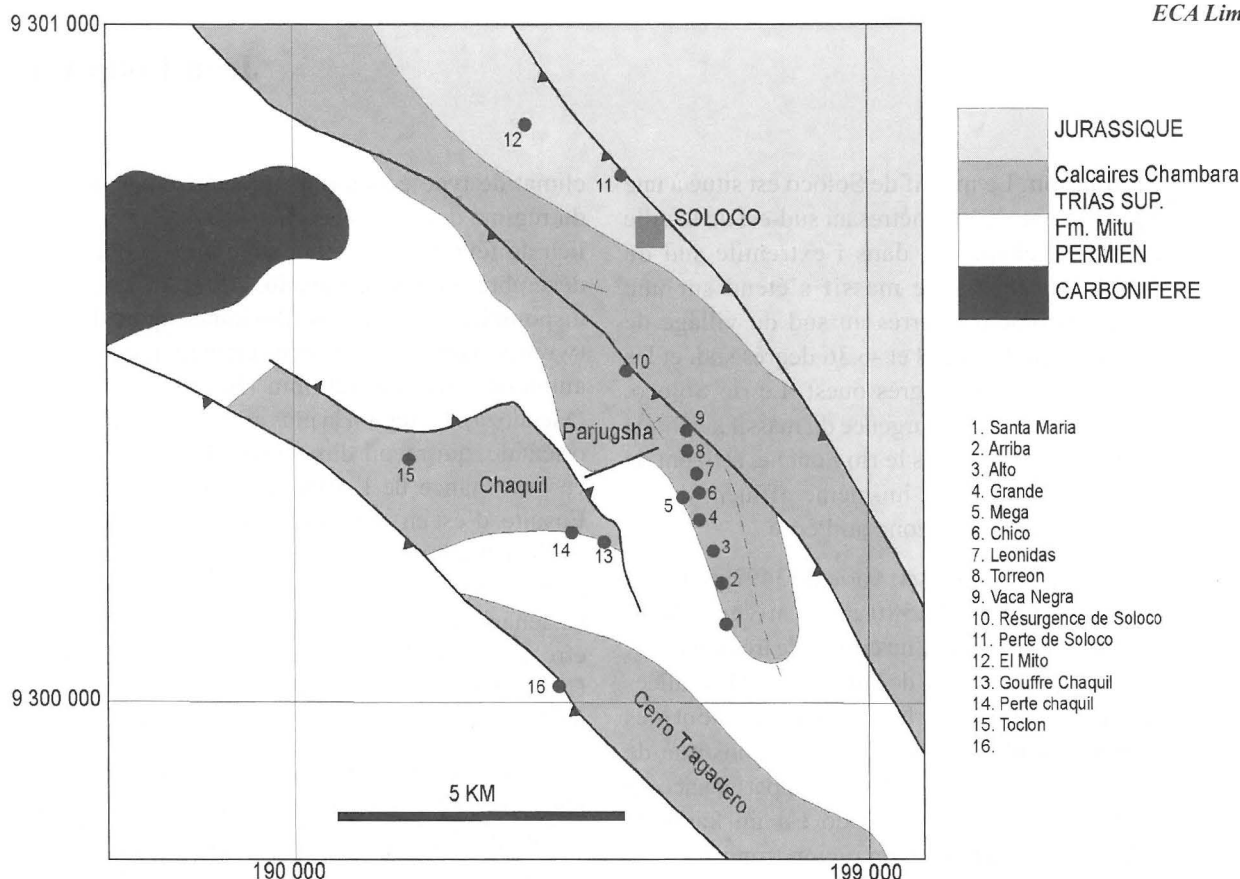 ECA Lim
9 301 000
12
11
SOLOCO
10
Parjugsha
9
8
7
6
5
4
3
2
1
Chaquil
15
14
13
16
Cerro Tragadero
9 300 000
5 KM
190 000
199 000
JURASSIQUE
Calcaires Chambara
TRIAS SUP.
Fm. Mitu
PERMIEN
CARBONIFERE
1. Santa Maria
2. Arriba
3. Alto
4. Grande
5. Mega
6. Chico
7. Leonidas
8. Torreon
9. Vaca Negra
10. Résurgence de Soloco
11. Perte de Soloco
12. El Mito
13. Gouffre Chaquil
14. Perte chaquil
15. Toclon
16.